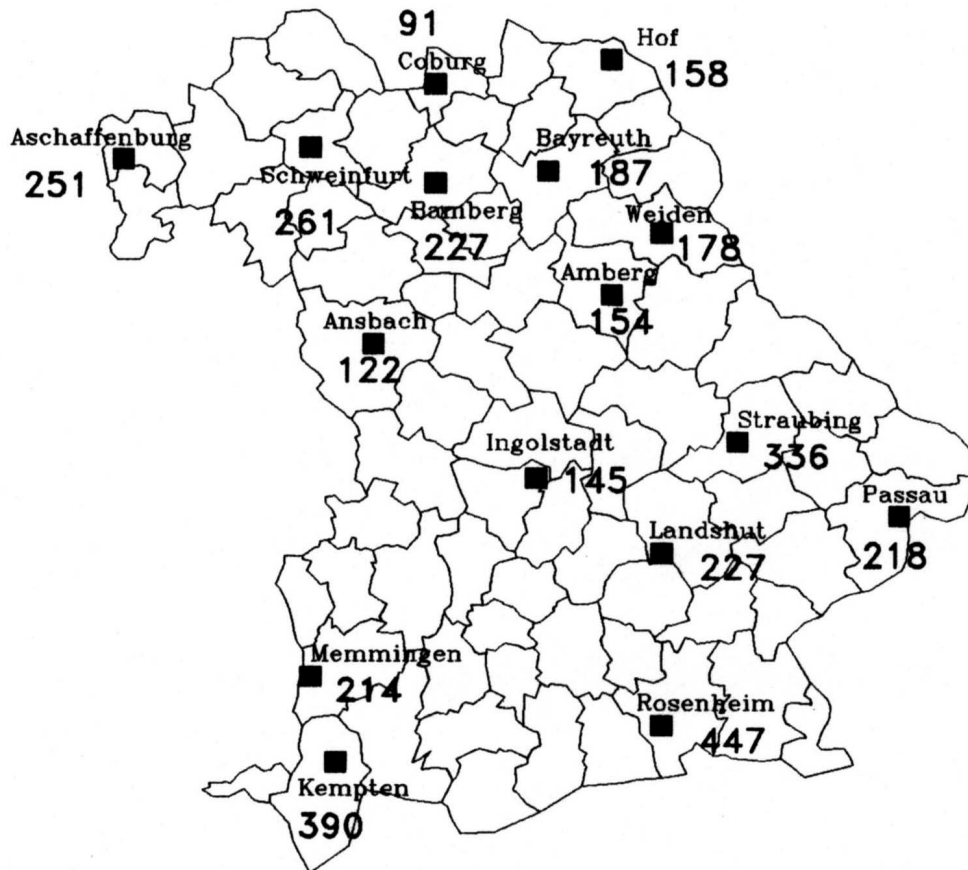 91
Coburg
Hof
158
Aschaffenburg
251
Schweinfurt
261
Bamberg
227
Bayreuth
187
Weiden
178
Amberg
154
Ansbach
122
Straubing
336
Ingolstadt
145
Passau
218
Landshut
227
Memmingen
214
Rosenheim
447
Kempten
390